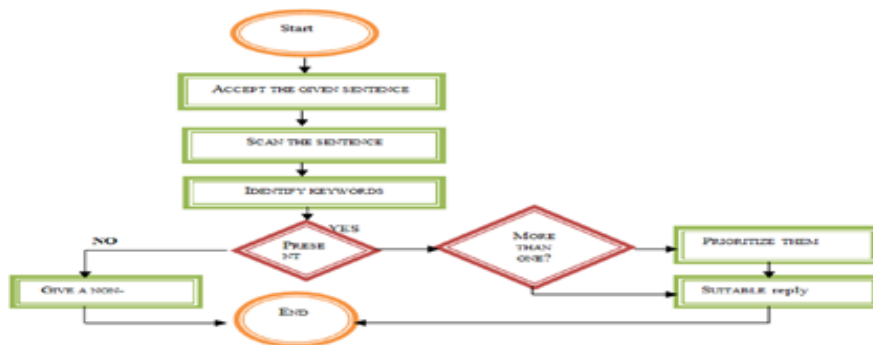 Start
ACCEPT THE GIVEN SENTENCE
SCAN THE SENTENCE
IDENTIFY KEYWORDS
YES
NO
PRESE
NT
MORE
THAN
ONE?
PRIORITIZE THEM
GIVE A NON-
END
SUITABLE reply